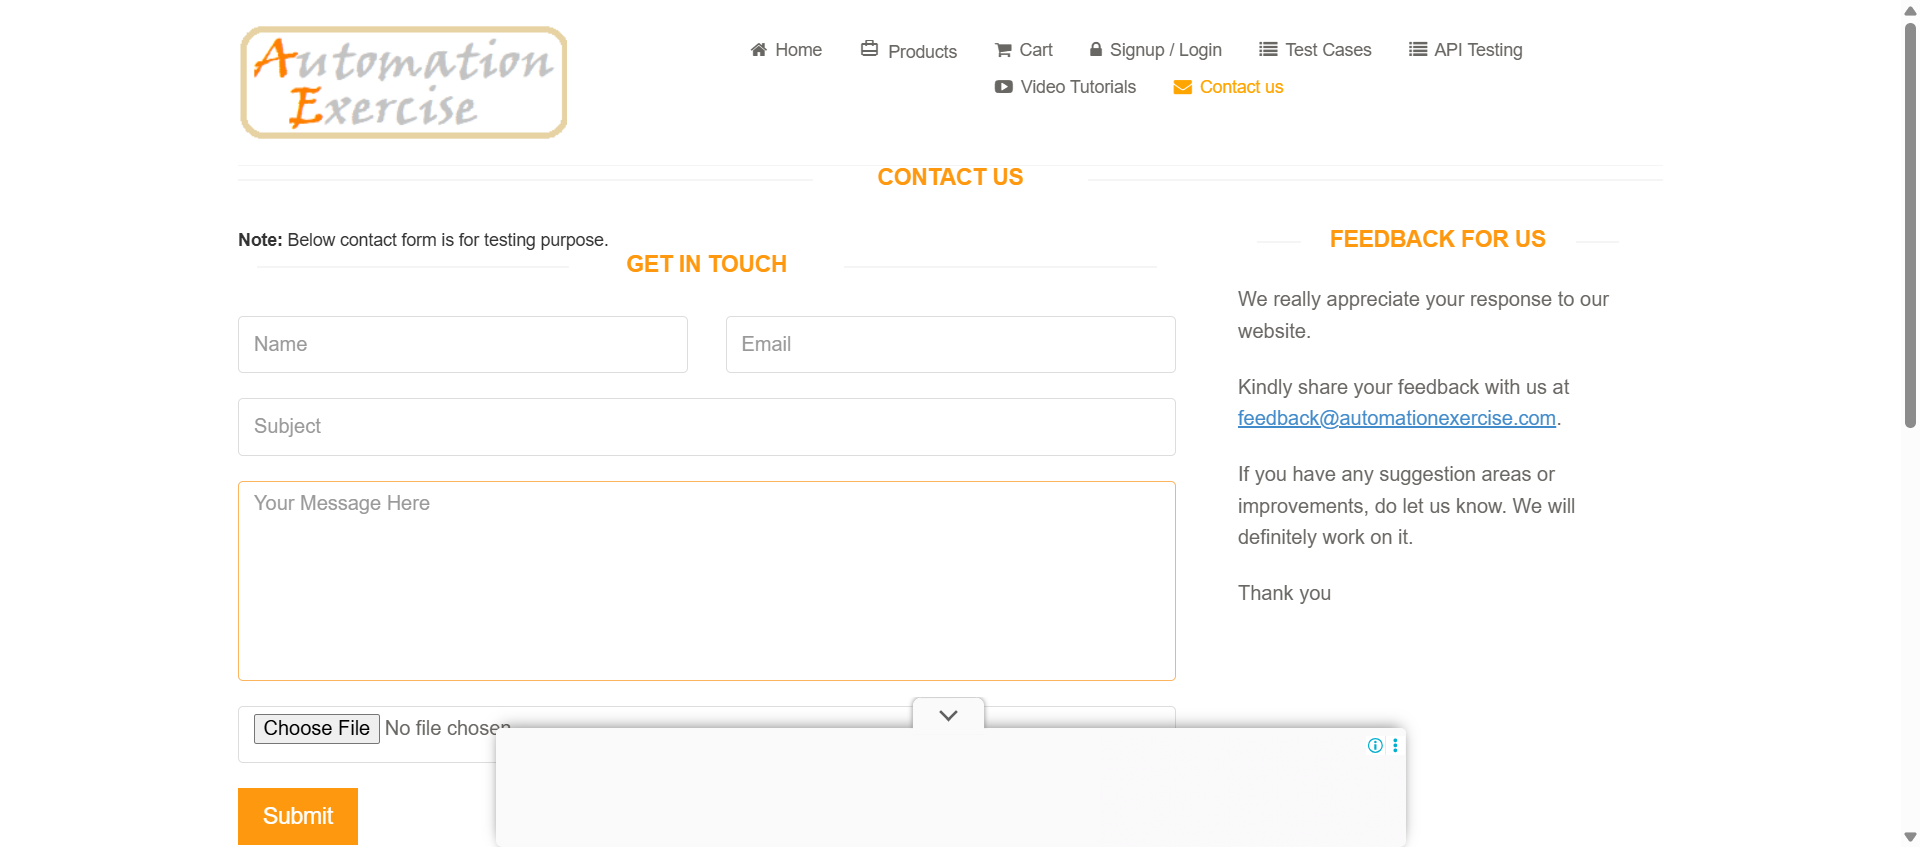 Automation
Exercise
Home
Products
Cart
Signup / Login
Test Cases
API Testing
Video Tutorials
Contact us
CONTACT US
Note: Below contact form is for testing purpose.
GET IN TOUCH
Name
Email
Subject
Your Message Here
Choose File No file chosen
Submit
FEEDBACK FOR US
We really appreciate your response to our
website.
Kindly share your feedback with us at
feedback@automationexercise.com.
If you have any suggestion areas or
improvements, do let us know. We will
definitely work on it.
Thank you